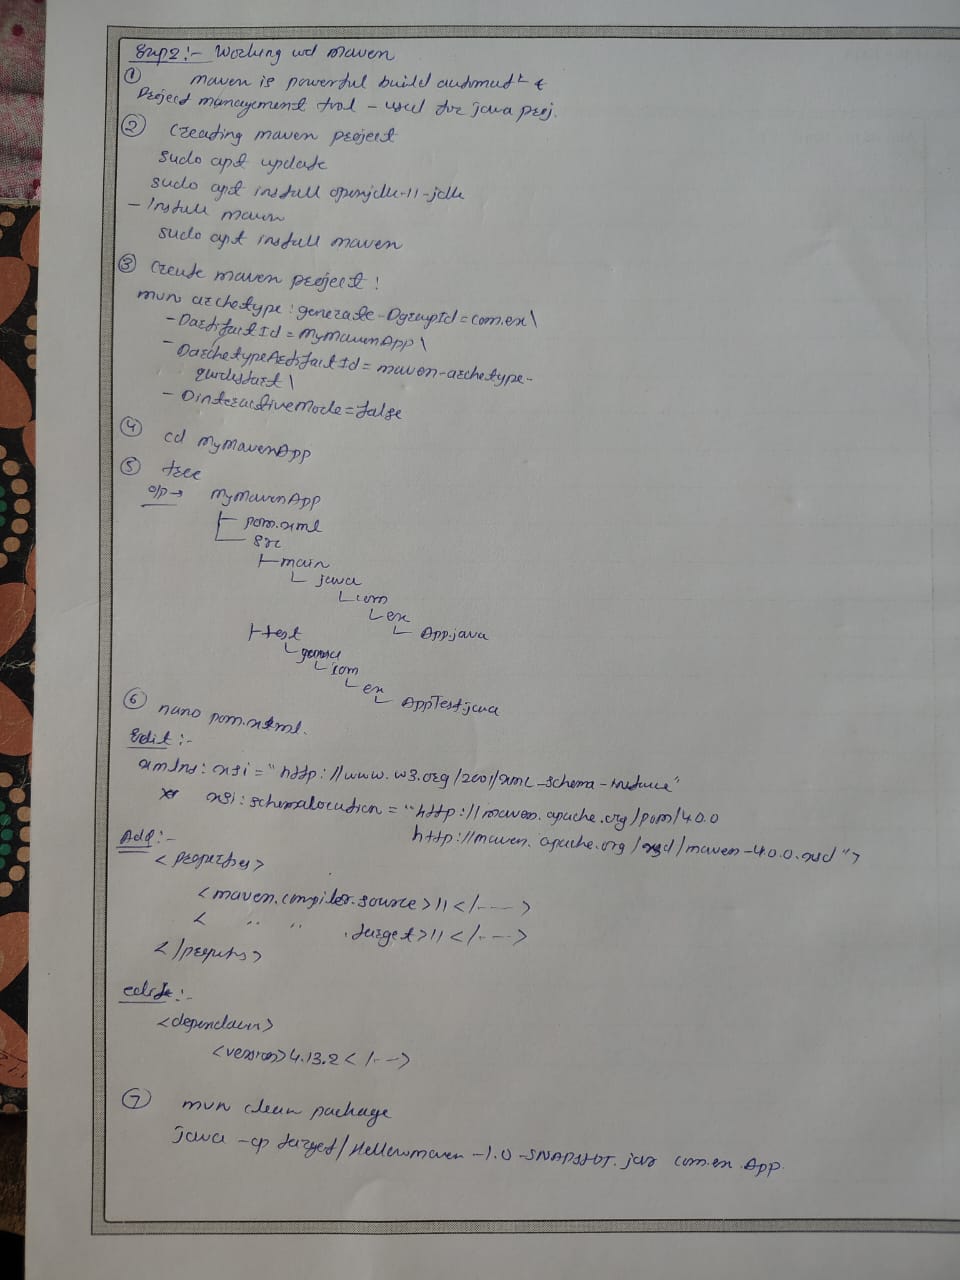 Exp2:- Working wd maven
① maven is powerful build automatn &
Project management tool - used for java proj.
② Creating maven project
sudo apt update
sudo apt install openjdk-11-jdk
- Install maven
sudo apt install maven
③ Create maven project:
mvn archetype:generate -DgroupId=com.ex\
-DartifactId=MyMavenApp\
-DarchetypeArtifactId=maven-archetype-
quickstart\
-DinteractiveMode=false
④ cd MyMavenApp
⑤ tree
o/p→ MyMavenApp
├ pom.xml
└ src
├ main
└ java
└ com
└ ex
└ App.java
├ test
└ java
└ com
└ ex
└ AppTest.java
⑥ nano pom.xml.
Edit:-
xmlns:xsi="http://www.w3.org/2001/XML_Schema-instance"
xsi:schemalocation="http://maven.apache.org/pom/4.0.0
http://maven.apache.org/xsd/maven-4.0.0.xsd">
Add:-
<properties>
<maven.compiler.source>11</--->
< " " .target>11</--->
</properts>
edit:-
<dependacn>
<version>4.13.2</-->
⑦ mvn clean package
java -cp target/Hellowmaven-1.0-SNAPSHOT.jar com.ex.App.